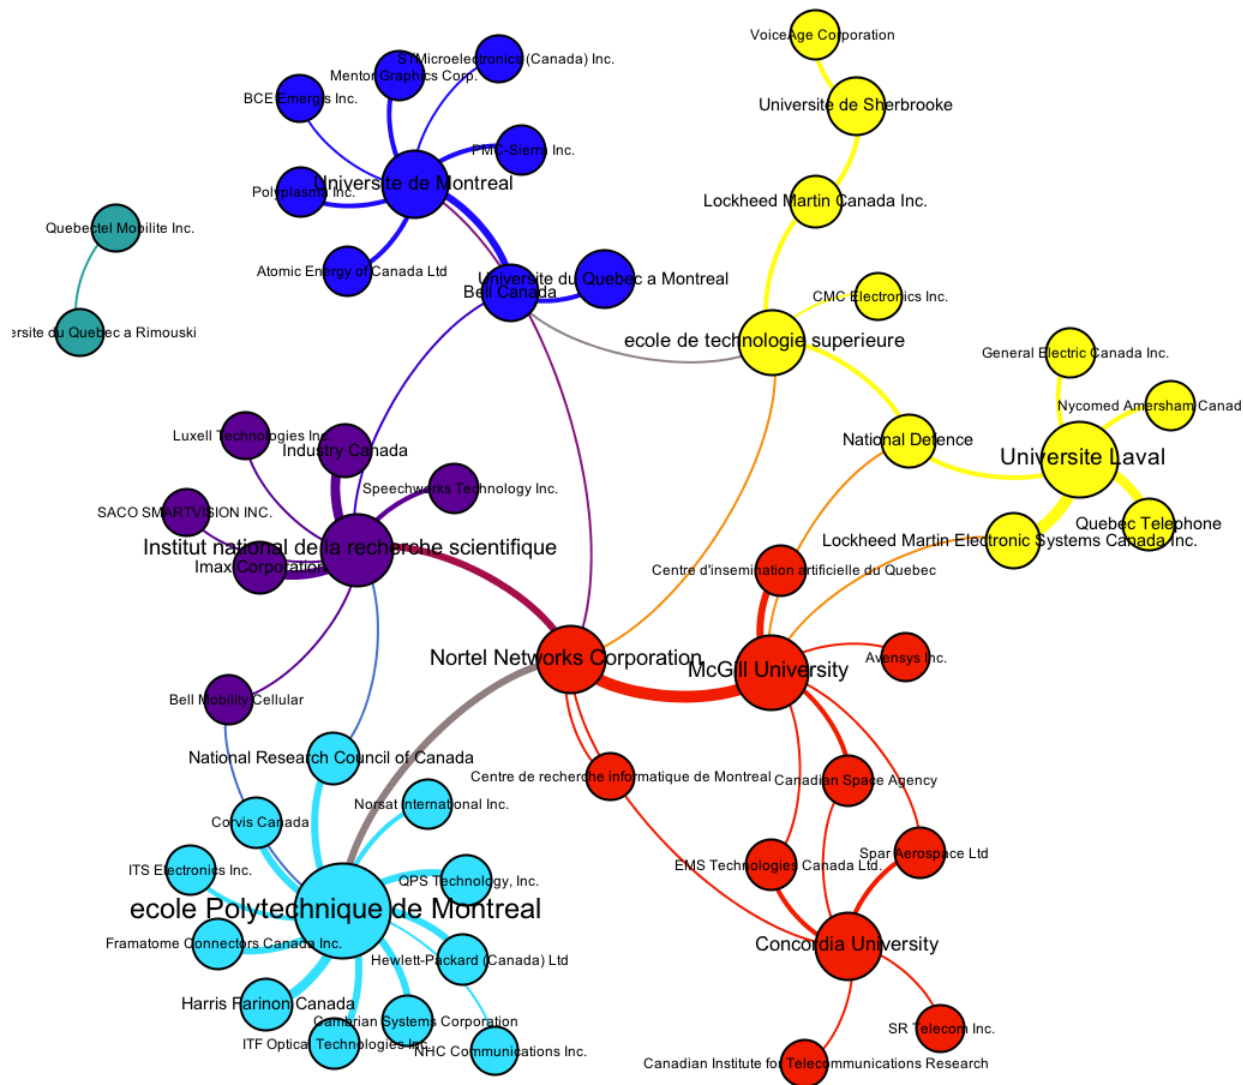 VoiceAge Corporation
STMicroelectronics (Canada) Inc.
Mentor Graphics Corp.
BCE Emergis Inc.
Universite de Sherbrooke
PMC-Sierra Inc.
Universite de Montreal
Polyplasma Inc.
Lockheed Martin Canada Inc.
Quebectel Mobilite Inc.
Atomic Energy of Canada Ltd
Universite du Quebec a Montreal
Bell Canada
CMC Electronics Inc.
ersite du Quebec a Rimouski
ecole de technologie superieure
General Electric Canada Inc.
Nycomed Amersham Canad
Luxell Technologies Inc.
Industry Canada
National Defence
Universite Laval
Speechworks Technology Inc.
SACO SMARTVISION INC.
Quebec Telephone
Lockheed Martin Electronic Systems Canada Inc.
Institut national de la recherche scientifique
Imax Corpotation
Centre d'insemination artificielle du Quebec
Nortel Networks Corporation
McGill University
Avensys Inc.
Bell Mobility Cellular
National Research Council of Canada
Centre de recherche informatique de Montreal
Canadian Space Agency
Norsat International Inc.
Corvis Canada
ITS Electronics Inc.
QPS Technology, Inc.
EMS Technologies Canada Ltd.
Spar Aerospace Ltd
ecole Polytechnique de Montreal
Framatome Connectors Canada Inc.
Hewlett-Packard (Canada) Ltd
Concordia University
Harris Farinon Canada
Cambrian Systems Corporation
ITF Optical Technologies Inc.
NHC Communications Inc.
SR Telecom Inc.
Canadian Institute for Telecommunications Research